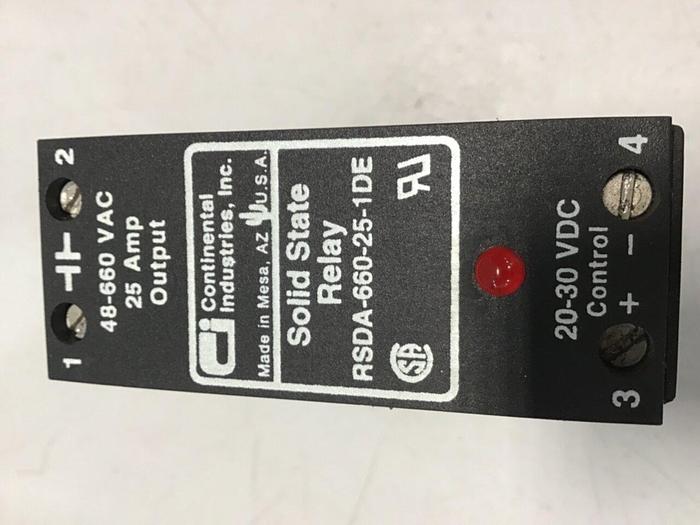 1 2
48-660 VAC
25 Amp
Output
Continental
Industries, Inc.
Made in Mesa, AZ U.S.A.
Solid State
Relay
RSDA-660-25-1DE
20-30 VDC
Control
+ −
3 4